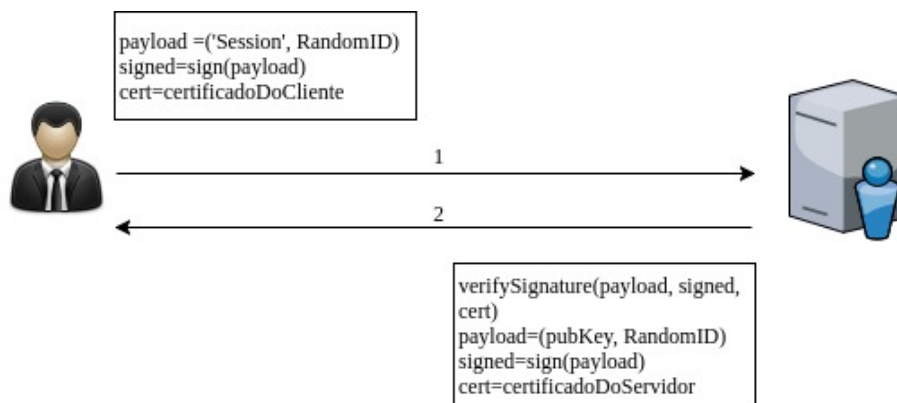 payload =('Session', RandomID)
signed=sign(payload)
cert=certificadoDoCliente
1
2
verifySignature(payload, signed,
cert)
payload=(pubKey, RandomID)
signed=sign(payload)
cert=certificadoDoServidor